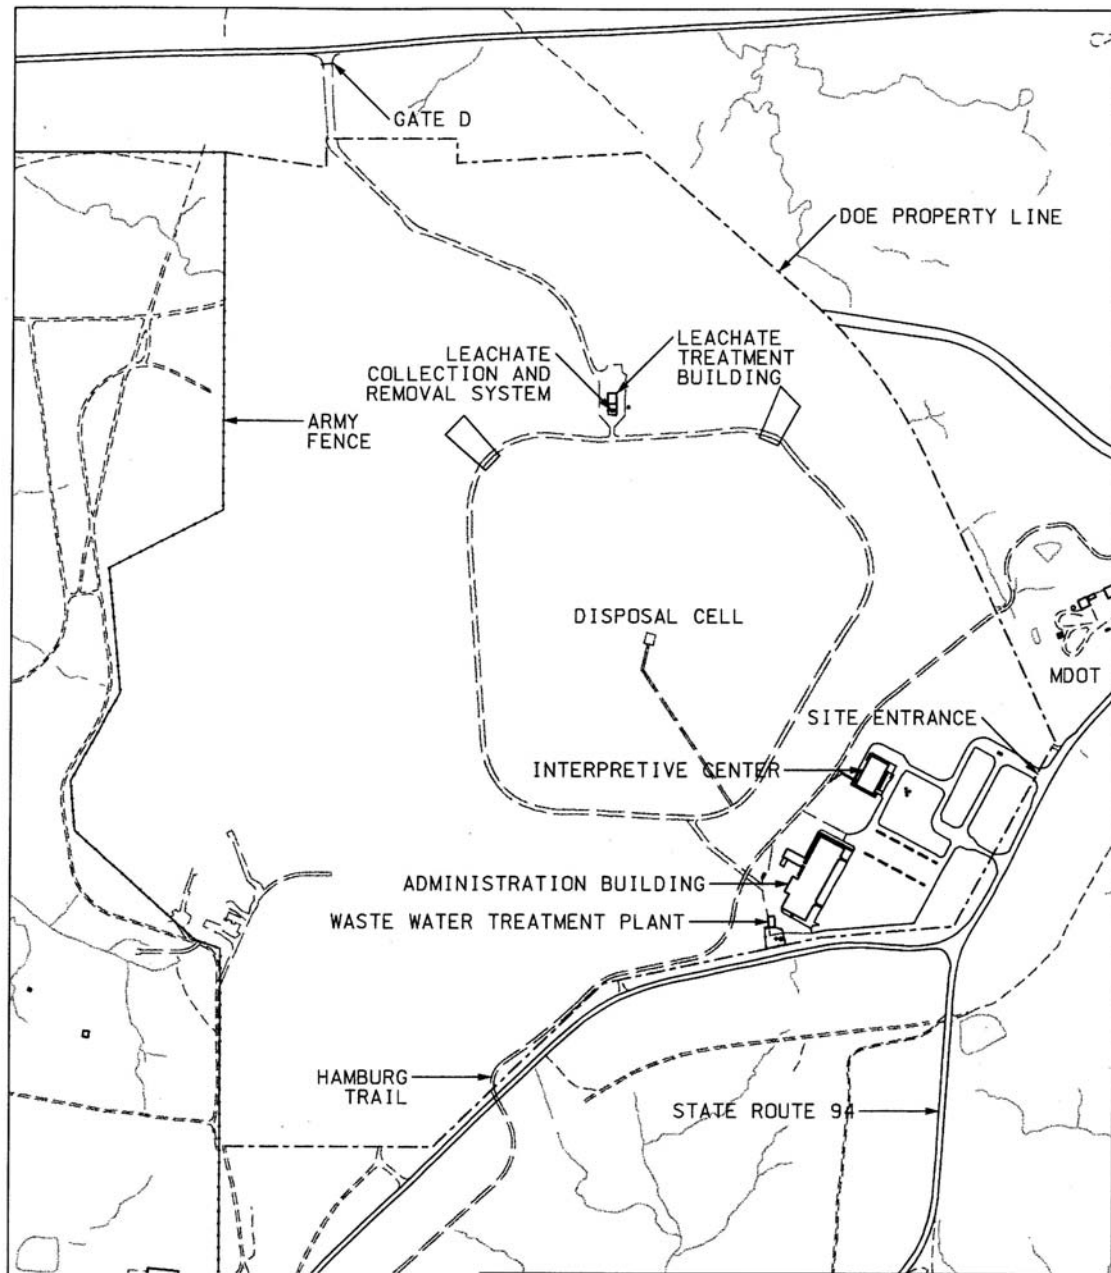 GATE D
DOE PROPERTY LINE
LEACHATE
COLLECTION AND
REMOVAL SYSTEM
LEACHATE
TREATMENT
BUILDING
ARMY
FENCE
DISPOSAL CELL
MDOT
SITE ENTRANCE
INTERPRETIVE CENTER
ADMINISTRATION BUILDING
WASTE WATER TREATMENT PLANT
HAMBURG
TRAIL
STATE ROUTE 94